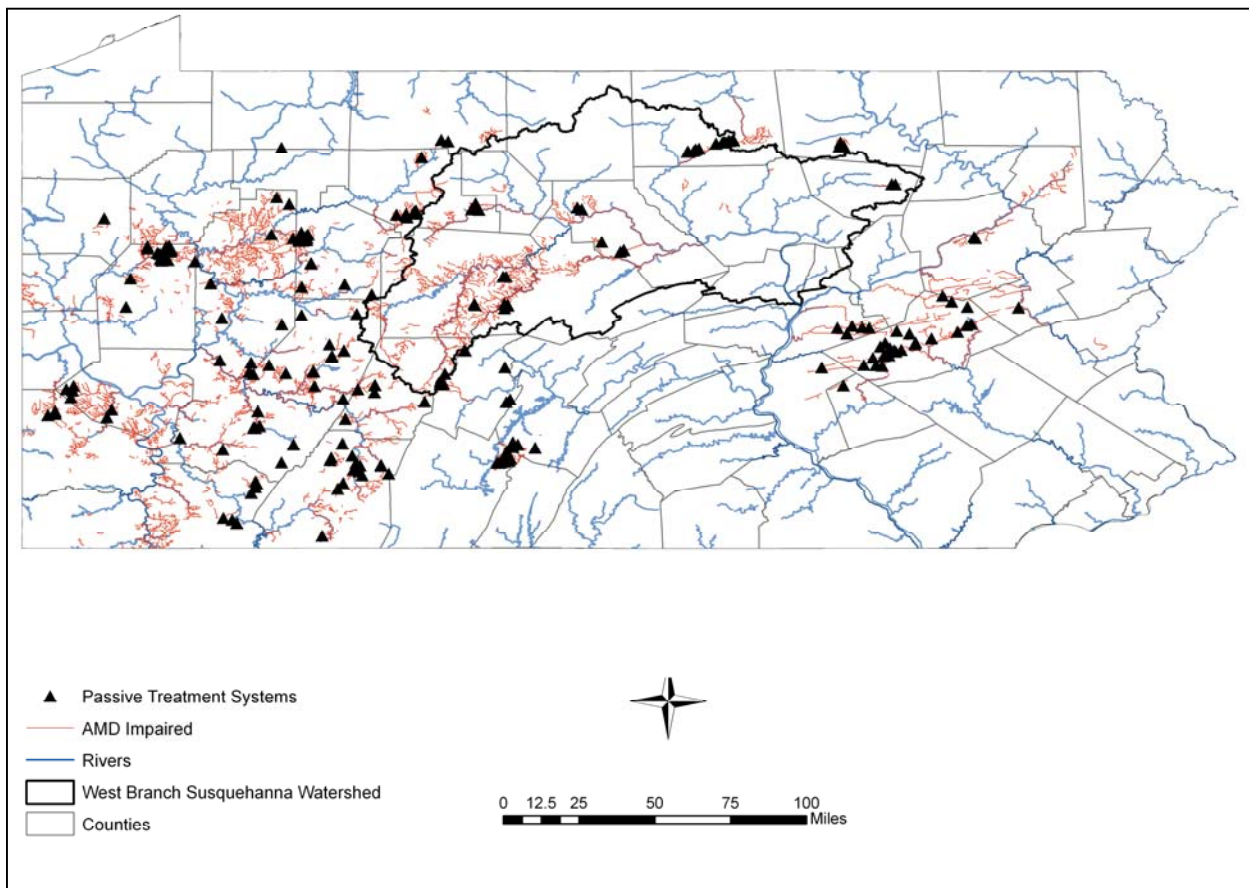 Passive Treatment Systems
AMD Impaired
Rivers
West Branch Susquehanna Watershed
Counties
0 12.5 25 50 75 100
Miles